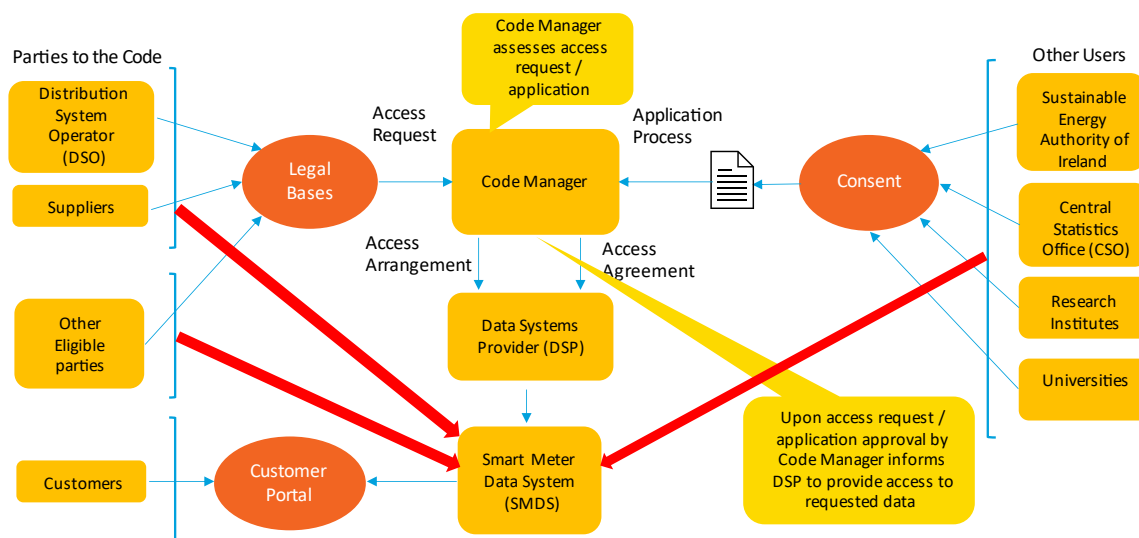 Parties to the Code
Distribution
System
Operator
(DSO)
Suppliers
Other
Eligible
parties
Customers
Legal
Bases
Customer
Portal
Access
Request
Code Manager
assesses access
request /
application
Application
Process
Code Manager
Access
Arrangement
Access
Agreement
Data Systems
Provider (DSP)
Smart Meter
Data System
(SMDS)
Upon access request /
application approval by
Code Manager informs
DSP to provide access to
requested data
Consent
Other Users
Sustainable
Energy
Authority of
Ireland
Central
Statistics
Office (CSO)
Research
Institutes
Universities